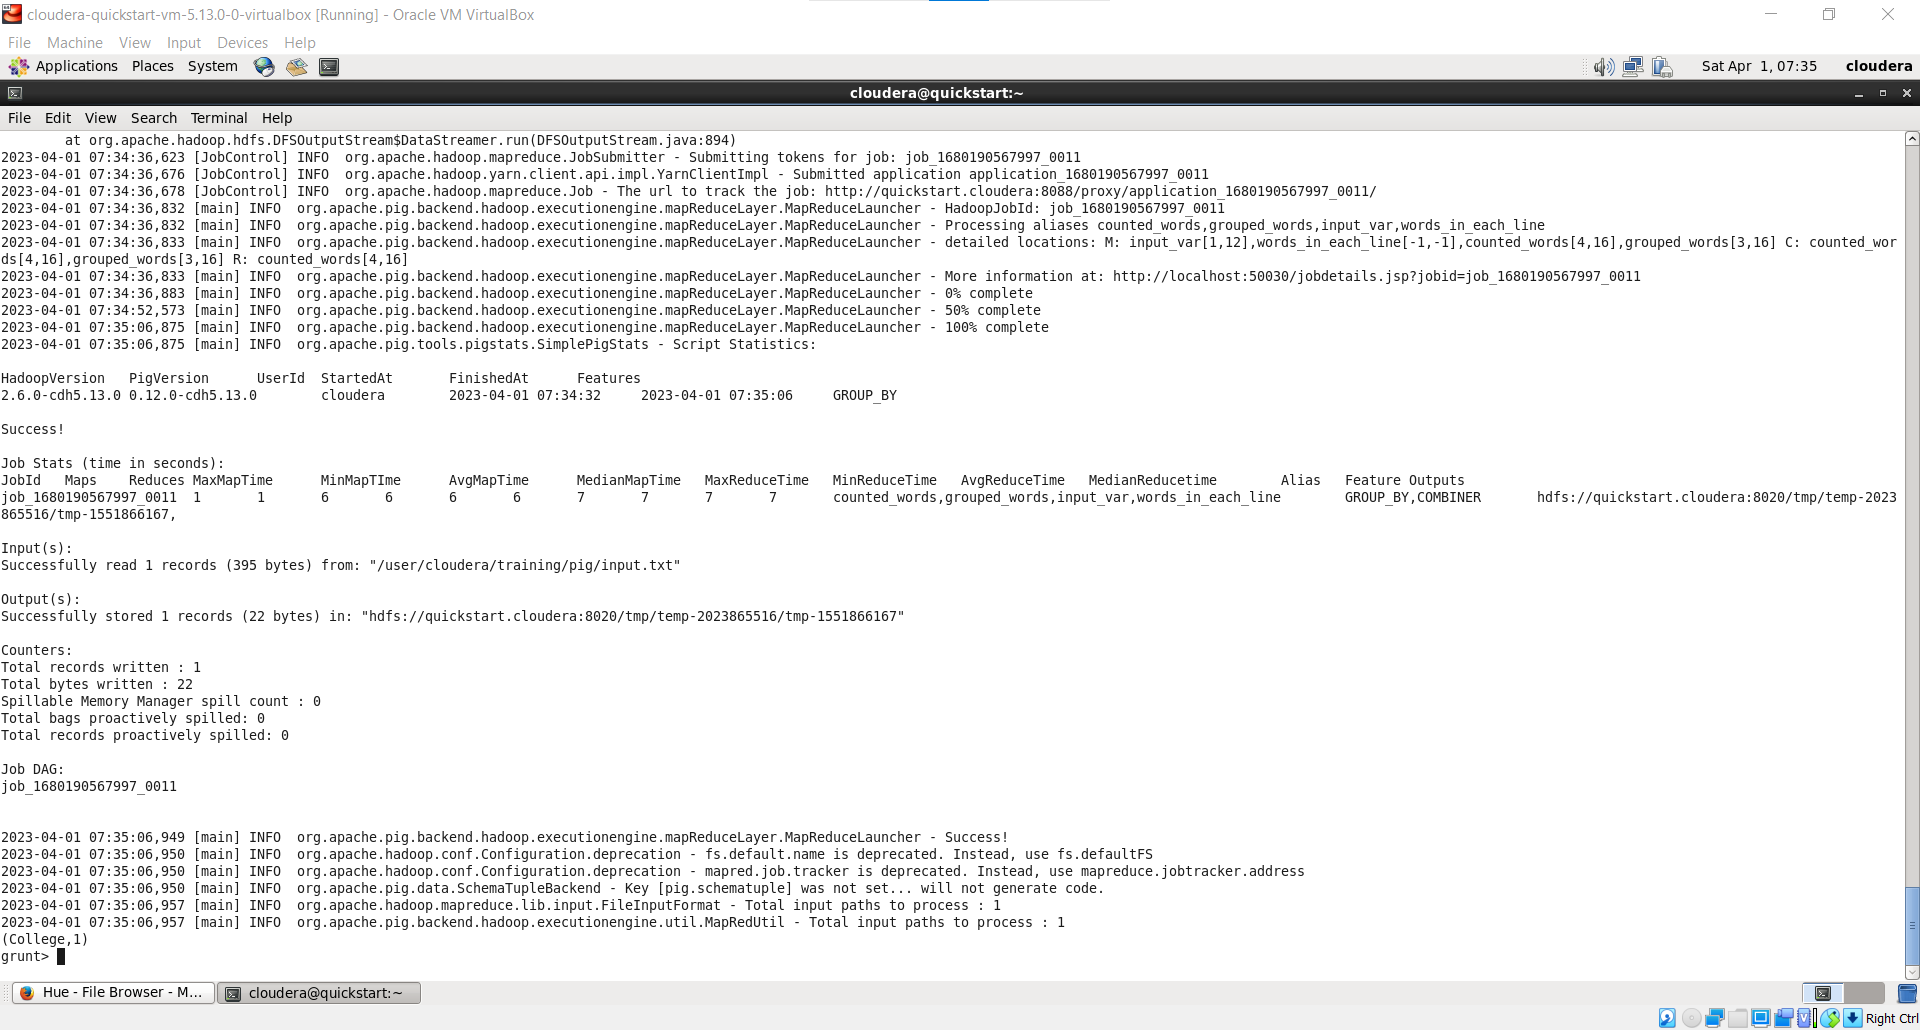 cloudera-quickstart-vm-5.13.0-0-virtualbox [Running] - Oracle VM VirtualBox
File Machine View Input Devices Help
Applications Places System Sat Apr 1, 07:35 cloudera
cloudera@quickstart:~
File Edit View Search Terminal Help
at org.apache.hadoop.hdfs.DFSOutputStream$DataStreamer.run(DFSOutputStream.java:894)
2023-04-01 07:34:36,623 [JobControl] INFO  org.apache.hadoop.mapreduce.JobSubmitter - Submitting tokens for job: job_1680190567997_0011
2023-04-01 07:34:36,676 [JobControl] INFO  org.apache.hadoop.yarn.client.api.impl.YarnClientImpl - Submitted application application_1680190567997_0011
2023-04-01 07:34:36,678 [JobControl] INFO  org.apache.hadoop.mapreduce.Job - The url to track the job: http://quickstart.cloudera:8088/proxy/application_1680190567997_0011/
2023-04-01 07:34:36,832 [main] INFO  org.apache.pig.backend.hadoop.executionengine.mapReduceLayer.MapReduceLauncher - HadoopJobId: job_1680190567997_0011
2023-04-01 07:34:36,832 [main] INFO  org.apache.pig.backend.hadoop.executionengine.mapReduceLayer.MapReduceLauncher - Processing aliases counted_words,grouped_words,input_var,words_in_each_line
2023-04-01 07:34:36,833 [main] INFO  org.apache.pig.backend.hadoop.executionengine.mapReduceLayer.MapReduceLauncher - detailed locations: M: input_var[1,12],words_in_each_line[-1,-1],counted_words[4,16],grouped_words[3,16] C: counted_wor
ds[4,16],grouped_words[3,16] R: counted_words[4,16]
2023-04-01 07:34:36,833 [main] INFO  org.apache.pig.backend.hadoop.executionengine.mapReduceLayer.MapReduceLauncher - More information at: http://localhost:50030/jobdetails.jsp?jobid=job_1680190567997_0011
2023-04-01 07:34:36,883 [main] INFO  org.apache.pig.backend.hadoop.executionengine.mapReduceLayer.MapReduceLauncher - 0% complete
2023-04-01 07:34:52,573 [main] INFO  org.apache.pig.backend.hadoop.executionengine.mapReduceLayer.MapReduceLauncher - 50% complete
2023-04-01 07:35:06,875 [main] INFO  org.apache.pig.backend.hadoop.executionengine.mapReduceLayer.MapReduceLauncher - 100% complete
2023-04-01 07:35:06,875 [main] INFO  org.apache.pig.tools.pigstats.SimplePigStats - Script Statistics:
HadoopVersion PigVersion UserId StartedAt FinishedAt Features
2.6.0-cdh5.13.0 0.12.0-cdh5.13.0 cloudera 2023-04-01 07:34:32 2023-04-01 07:35:06 GROUP_BY
Success!
Job Stats (time in seconds):
JobId Maps Reduces MaxMapTime MinMapTIme AvgMapTime MedianMapTime MaxReduceTime MinReduceTime AvgReduceTime MedianReducetime Alias Feature Outputs
job_1680190567997_0011 1 1 6 6 6 6 7 7 7 7 counted_words,grouped_words,input_var,words_in_each_line GROUP_BY,COMBINER hdfs://quickstart.cloudera:8020/tmp/temp-2023
865516/tmp-1551866167,
Input(s):
Successfully read 1 records (395 bytes) from: "/user/cloudera/training/pig/input.txt"
Output(s):
Successfully stored 1 records (22 bytes) in: "hdfs://quickstart.cloudera:8020/tmp/temp-2023865516/tmp-1551866167"
Counters:
Total records written : 1
Total bytes written : 22
Spillable Memory Manager spill count : 0
Total bags proactively spilled: 0
Total records proactively spilled: 0
Job DAG:
job_1680190567997_0011
2023-04-01 07:35:06,949 [main] INFO  org.apache.pig.backend.hadoop.executionengine.mapReduceLayer.MapReduceLauncher - Success!
2023-04-01 07:35:06,950 [main] INFO  org.apache.hadoop.conf.Configuration.deprecation - fs.default.name is deprecated. Instead, use fs.defaultFS
2023-04-01 07:35:06,950 [main] INFO  org.apache.hadoop.conf.Configuration.deprecation - mapred.job.tracker is deprecated. Instead, use mapreduce.jobtracker.address
2023-04-01 07:35:06,950 [main] INFO  org.apache.pig.data.SchemaTupleBackend - Key [pig.schematuple] was not set... will not generate code.
2023-04-01 07:35:06,957 [main] INFO  org.apache.hadoop.mapreduce.lib.input.FileInputFormat - Total input paths to process : 1
2023-04-01 07:35:06,957 [main] INFO  org.apache.pig.backend.hadoop.executionengine.util.MapRedUtil - Total input paths to process : 1
(College,1)
grunt>
Hue - File Browser - M... cloudera@quickstart:~
Right Ctrl